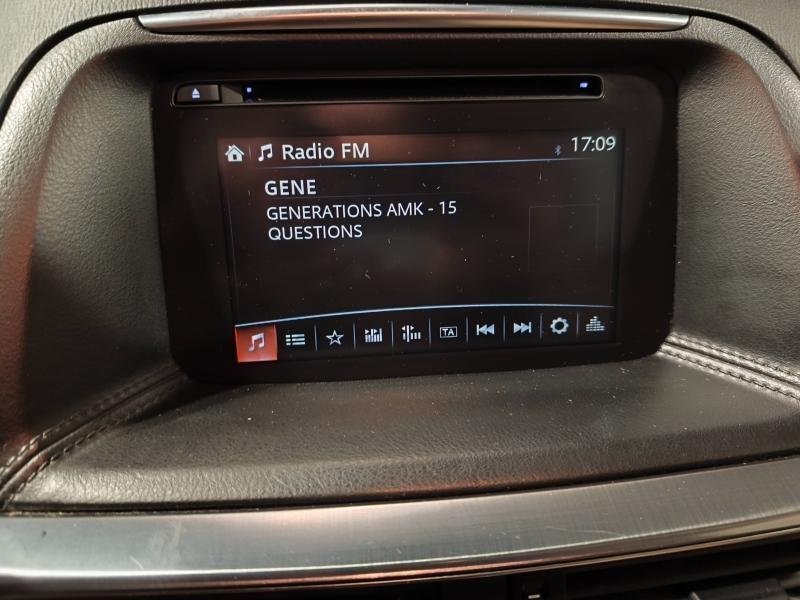 Radio FM
17:09
GENE
GENERATIONS AMK - 15
QUESTIONS
TA